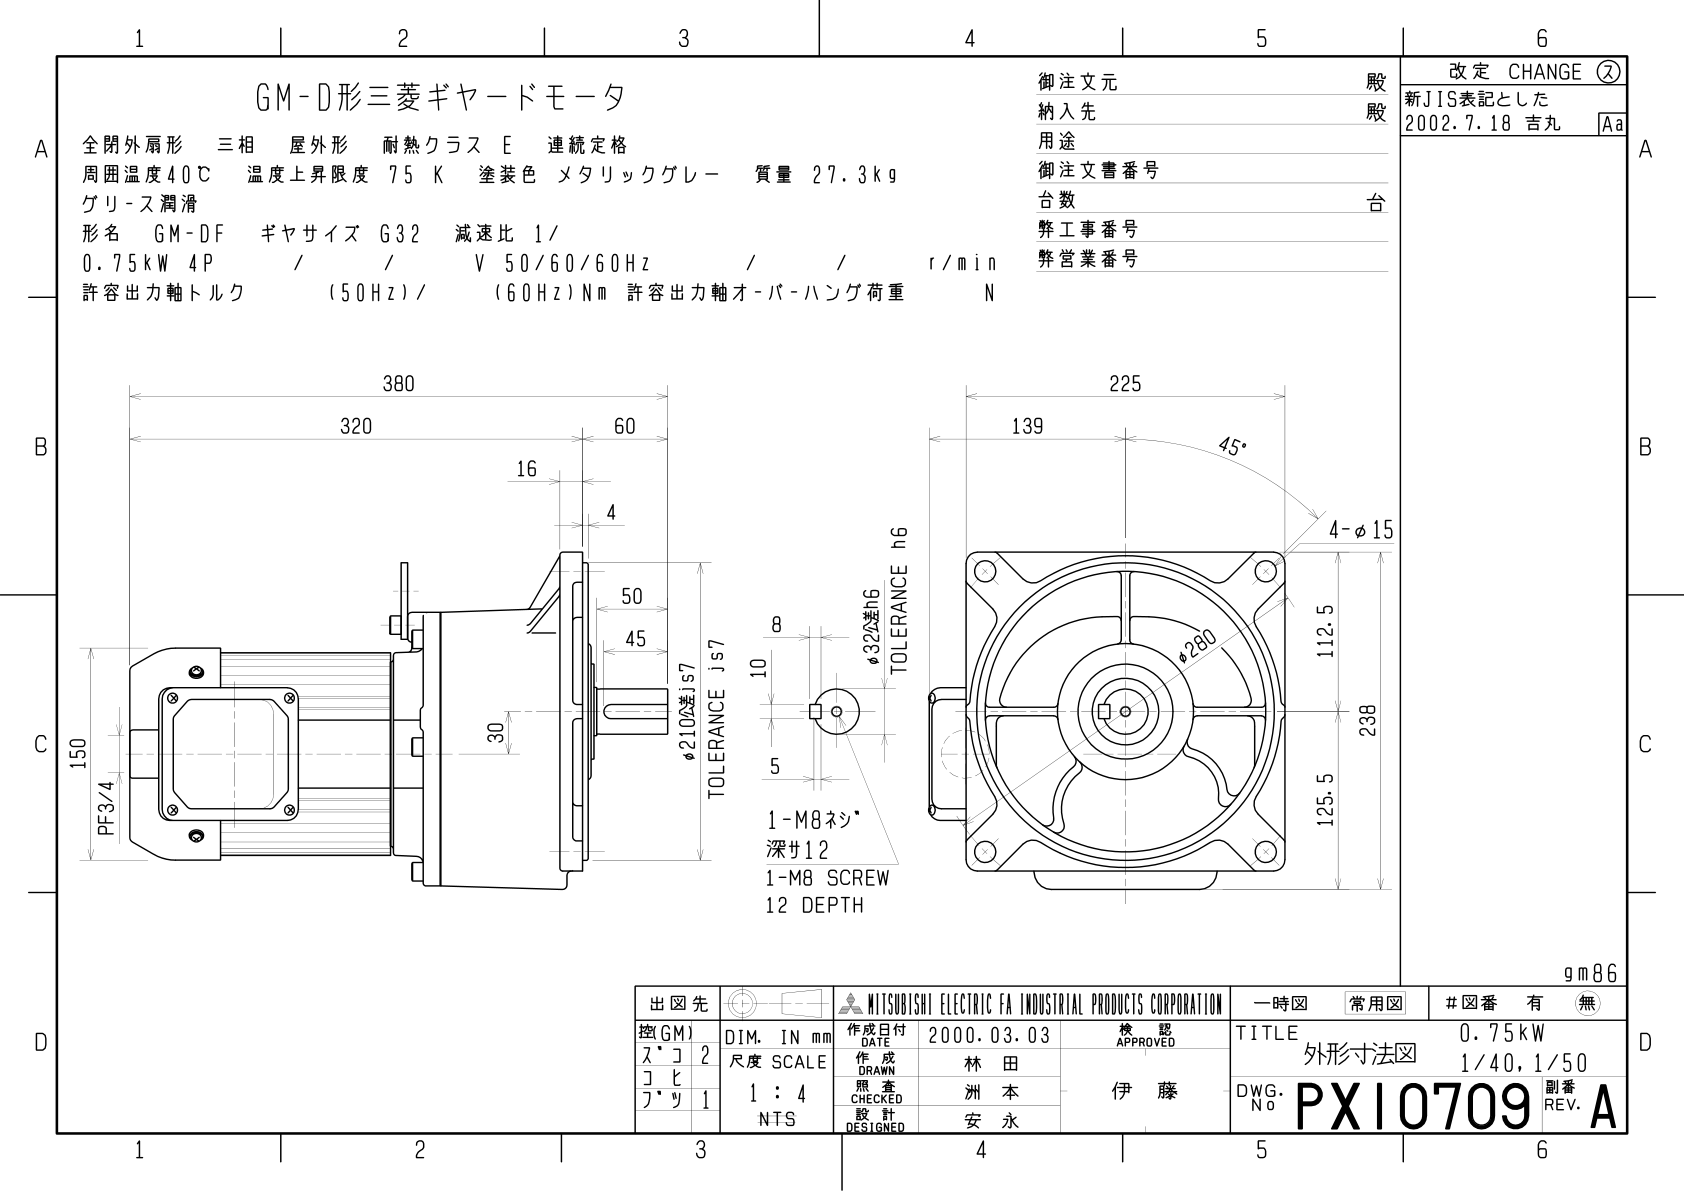 1 2 3 4 5 6
GM-D形三菱ギヤードモータ
全閉外扇形 三相 屋外形 耐熱クラス E 連続定格
周囲温度40℃ 温度上昇限度 75 K 塗装色 メタリックグレー 質量 27.3kg
グリ-ス潤滑
形名 GM-DF ギヤサイズ G32 減速比 1/
0.75kW 4P / / V 50/60/60Hz / / r/min
許容出力軸トルク (50Hz)/ (60Hz)Nm 許容出力軸オ-バ-ハング荷重 N
御注文元 殿
納入先 殿
用途
御注文書番号
台数 台
弊工事番号
弊営業番号
改定 CHANGE ス
新JIS表記とした
2002.7.18 吉丸 Aa
A A
B B
C C
D D
380
320 60
16
4
50
45
30
150
PF3/4
φ210公差js7
TOLERANCE js7
8
10
5
φ32公差h6
TOLERANCE h6
1-M8ネジ
深サ12
1-M8 SCREW
12 DEPTH
225
139
45°
4-φ15
φ280
112.5
125.5
238
gm86
出図先
MITSUBISHI ELECTRIC FA INDUSTRIAL PRODUCTS CORPORATION
一時図 常用図 #図番 有 無
控(GM)
ズコ 2
コヒ
ブツ 1
DIM. IN mm
尺度 SCALE
1 : 4
NTS
作成日付 DATE 2000.03.03
作成 DRAWN 林田
照査 CHECKED 洲本
設計 DESIGNED 安永
検認 APPROVED
伊藤
TITLE 0.75kW
外形寸法図 1/40,1/50
DWG. No PX10709 副番 REV. A
1 2 3 4 5 6